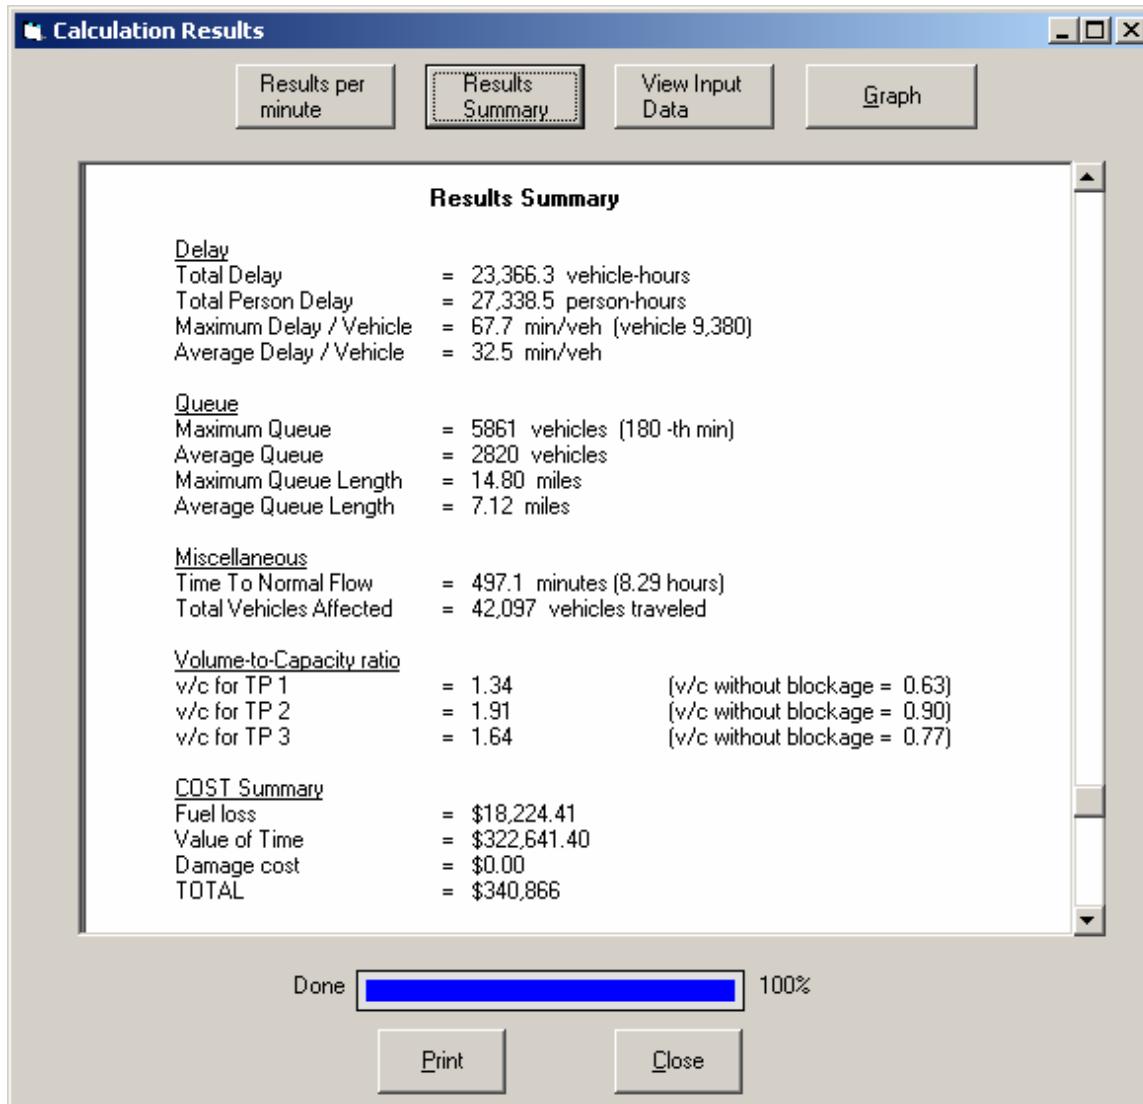 Calculation Results
Results per minute
Results Summary
View Input Data
Graph
Results Summary
Delay
Total Delay = 23,366.3 vehicle-hours
Total Person Delay = 27,338.5 person-hours
Maximum Delay / Vehicle = 67.7 min/veh (vehicle 9,380)
Average Delay / Vehicle = 32.5 min/veh
Queue
Maximum Queue = 5861 vehicles (180 -th min)
Average Queue = 2820 vehicles
Maximum Queue Length = 14.80 miles
Average Queue Length = 7.12 miles
Miscellaneous
Time To Normal Flow = 497.1 minutes (8.29 hours)
Total Vehicles Affected = 42,097 vehicles traveled
Volume-to-Capacity ratio
v/c for TP 1 = 1.34 (v/c without blockage = 0.63)
v/c for TP 2 = 1.91 (v/c without blockage = 0.90)
v/c for TP 3 = 1.64 (v/c without blockage = 0.77)
COST Summary
Fuel loss = $18,224.41
Value of Time = $322,641.40
Damage cost = $0.00
TOTAL = $340,866
Done 100%
Print
Close